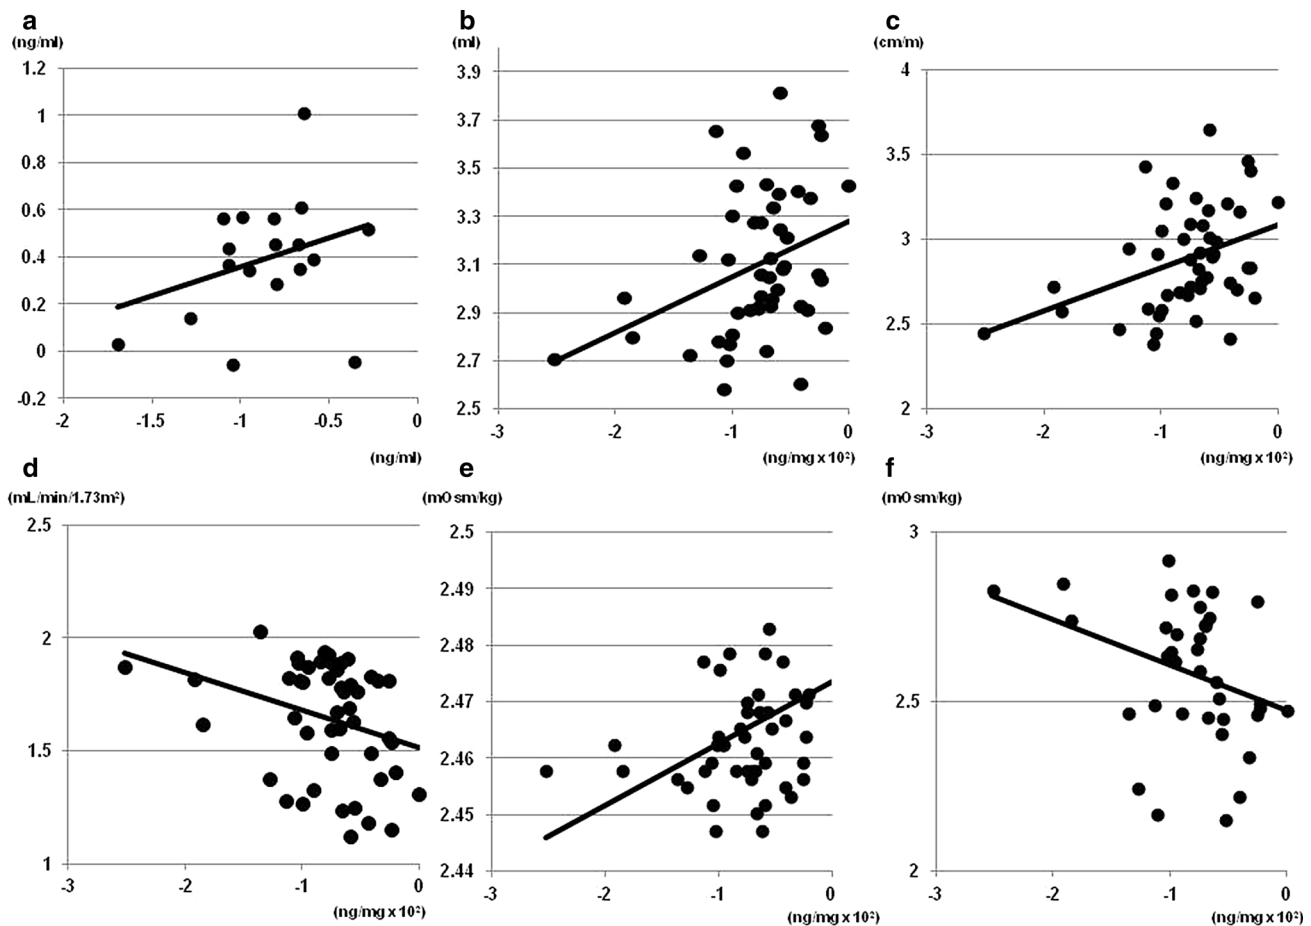 a
(ng/ml)
1.2
1
0.8
0.6
0.4
0.2
0
-0.2
-2 -1.5 -1 -0.5 0
(ng/ml)
b
(ml)
3.9
3.7
3.5
3.3
3.1
2.9
2.7
2.5
-3 -2 -1 0
(ng/mg x 10²)
c
(cm/m)
4
3.5
3
2.5
2
-3 -2 -1 0
(ng/mg x 10²)
d
(mL/min/1.73m²)
2.5
2
1.5
1
-3 -2 -1 0
(ng/mg x 10²)
e
(mOsm/kg)
2.5
2.49
2.48
2.47
2.46
2.45
2.44
-3 -2 -1 0
(ng/mg x 10²)
f
(mOsm/kg)
3
2.5
2
-3 -2 -1 0
(ng/mg x 10²)